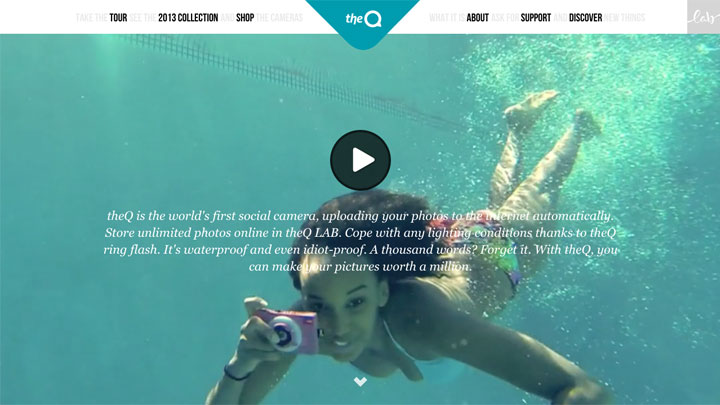 TAKE THE TOUR SEE THE 2013 COLLECTION AND SHOP THE CAMERAS
theQ
WHAT IT IS ABOUT ASK FOR SUPPORT AND DISCOVER NEW THINGS
Lab
theQ is the world's first social camera, uploading your photos to the internet automatically.
Store unlimited photos online in theQ LAB. Cope with any lighting conditions thanks to theQ
ring flash. It's waterproof and even idiot-proof. A thousand words? Forget it. With theQ, you
can make your pictures worth a million.